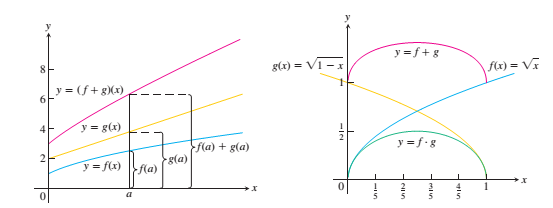 y
8
y = (f + g)(x)
6
4
y = g(x)
2
y = f(x)
f(a)
g(a)
f(a) + g(a)
0
a
x
y
g(x) = √1 − x
y = f + g
f(x) = √x
1
1/2
y = f · g
0
1/5
2/5
3/5
4/5
1
x